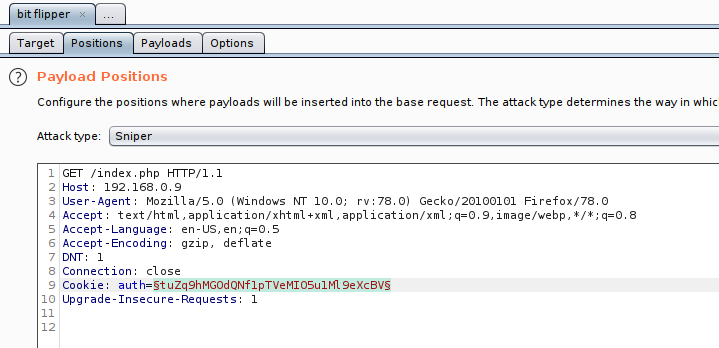 bit flipper × ...
Target Positions Payloads Options
? Payload Positions
Configure the positions where payloads will be inserted into the base request. The attack type determines the way in whic
Attack type: Sniper
1 GET /index.php HTTP/1.1
2 Host: 192.168.0.9
3 User-Agent: Mozilla/5.0 (Windows NT 10.0; rv:78.0) Gecko/20100101 Firefox/78.0
4 Accept: text/html,application/xhtml+xml,application/xml;q=0.9,image/webp,*/*;q=0.8
5 Accept-Language: en-US,en;q=0.5
6 Accept-Encoding: gzip, deflate
7 DNT: 1
8 Connection: close
9 Cookie: auth=§tuZq9hMGOdQNf1pTVeMIO5u1Ml9eXcBV§
10 Upgrade-Insecure-Requests: 1
11
12